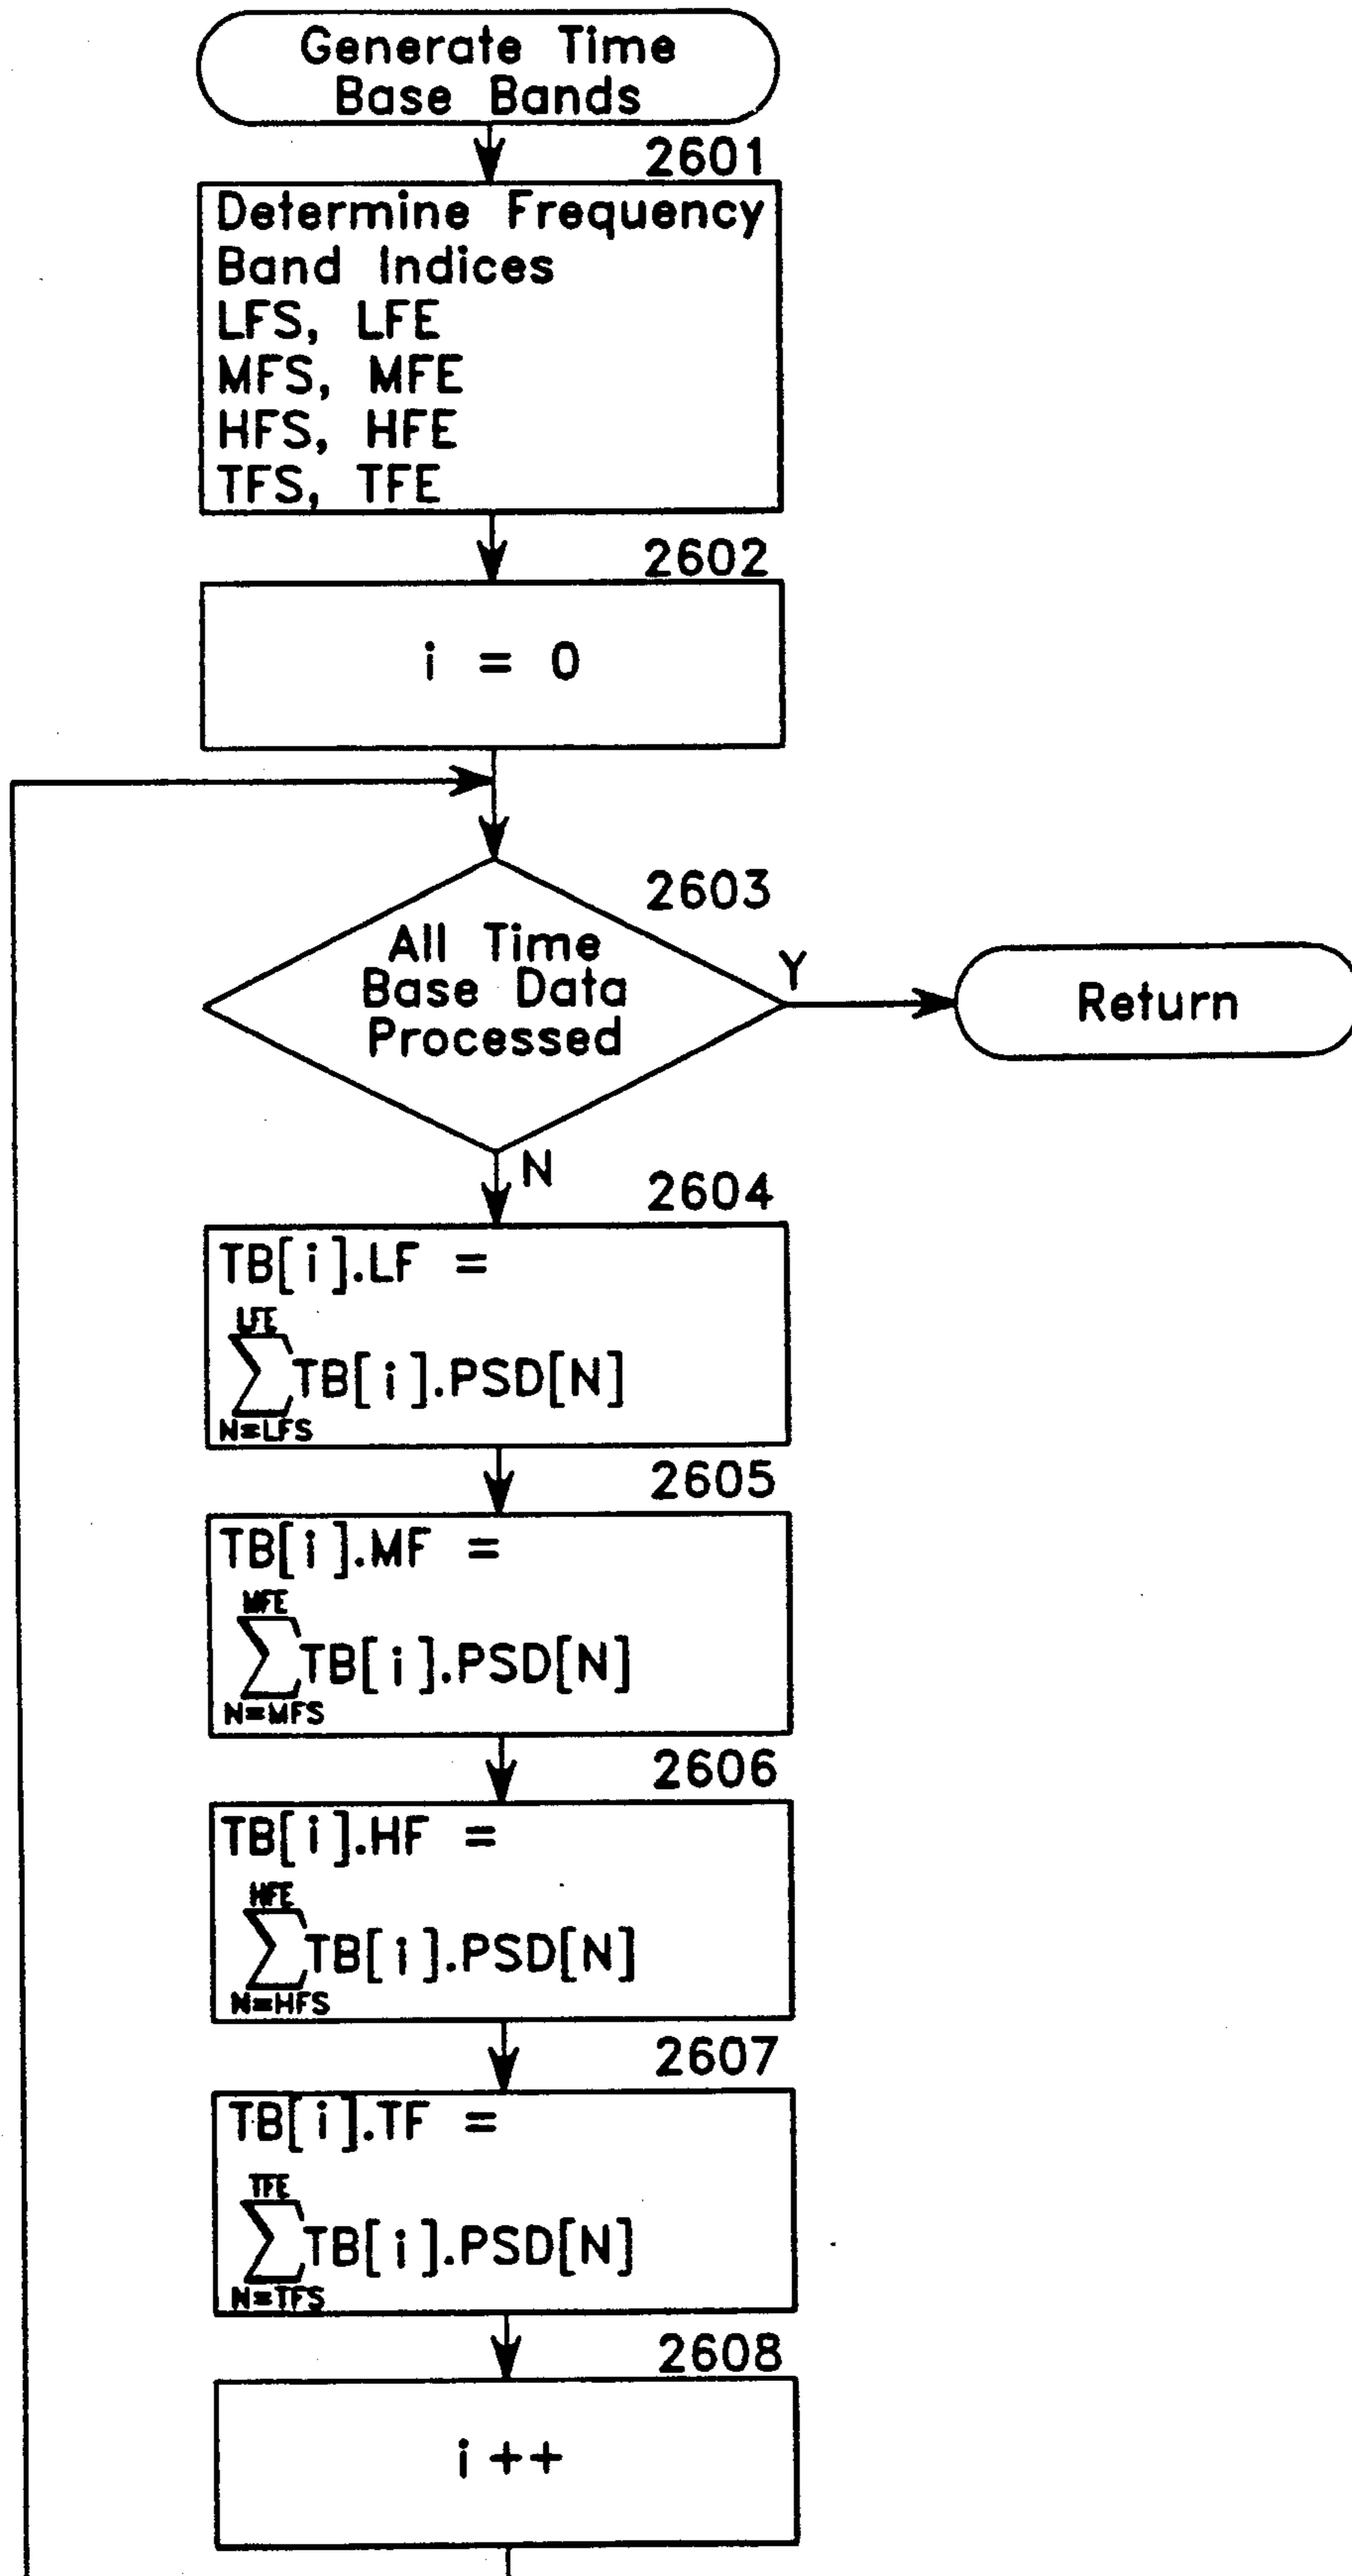 Generate Time
Base Bands
2601
Determine Frequency
Band Indices
LFS, LFE
MFS, MFE
HFS, HFE
TFS, TFE
2602
i = 0
2603
All Time
Base Data
Processed
Y
Return
N
2604
TB[i].LF =
LFE
∑TB[i].PSD[N]
N=LFS
2605
TB[i].MF =
MFE
∑TB[i].PSD[N]
N=MFS
2606
TB[i].HF =
HFE
∑TB[i].PSD[N]
N=HFS
2607
TB[i].TF =
TFE
∑TB[i].PSD[N]
N=TFS
2608
i++